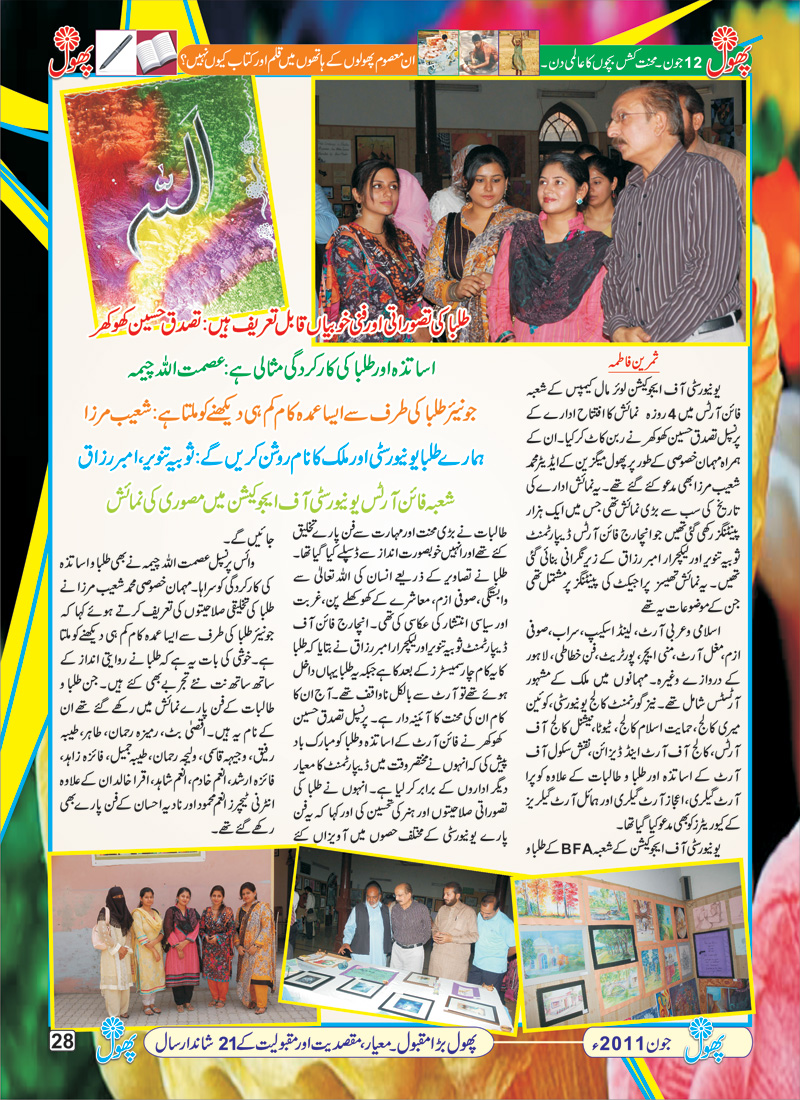 پھول
12 جون۔ محنت کش بچوں کا عالمی دن۔
ان معصوم پھولوں کے ہاتھوں میں قلم اور کتاب کیوں نہیں؟
پھول
اللہ
طلبا کی تصوراتی اور فنی خوبیاں قابل تعریف ہیں: تصدق حسین کھوکھر
اساتذہ اور طلبا کی کارکردگی مثالی ہے: عصمت اللہ چیمہ
جونیئر طلبا کی طرف سے ایسا عمدہ کام کم ہی دیکھنے کو ملتا ہے: شعیب مرزا
ہمارے طلبا یونیورسٹی اور ملک کا نام روشن کریں گے: ثوبیہ تنویر، امبر رزاق
شعبہ فائن آرٹس یونیورسٹی آف ایجوکیشن میں مصوری کی نمائش
ثمرین فاطمہ
یونیورسٹی آف ایجوکیشن لوئر مال کیمپس کے شعبہ
فائن آرٹس میں 4 روزہ نمائش کا افتتاح ادارے کے
پرنسپل تصدق حسین کھوکھر نے ربن کاٹ کر کیا۔ ان کے
ہمراہ مہمان خصوصی کے طور پر پھول میگزین کے ایڈیٹر محمد
شعیب مرزا بھی مدعو کئے گئے تھے۔ یہ نمائش ادارے کی
تاریخ کی سب سے بڑی نمائش تھی جس میں ایک ہزار
پینٹنگز رکھی گئی تھیں جو انچارج فائن آرٹس ڈیپارٹمنٹ
ثوبیہ تنویر اور لیکچرار امبر رزاق کے زیر نگرانی بنائی گئی
تھیں۔ یہ نمائش تھیسز پراجیکٹ کی پینٹنگز پر مشتمل تھی
جن کے موضوعات یہ تھے
اسلامی و عربی آرٹ، لینڈ اسکیپ، سراب، صوفی
ازم، مغل آرٹ، منی ایچر، پورٹریٹ، فن خطاطی، لاہور
کے دروازے وغیرہ۔ مہمانوں میں ملک کے مشہور
آرٹسٹس شامل تھے۔ نیز گورنمنٹ کالج یونیورسٹی، کوئین
میری کالج، حمایت اسلام کالج، ٹیوٹا، نیشنل کالج آف
آرٹس، کالج آف آرٹ اینڈ ڈیزائن، نقش سکول آف
آرٹ کے اساتذہ اور طلبا و طالبات کے علاوہ کوپرا
آرٹ گیلری، اعجاز آرٹ گیلری اور ہمائل آرٹ گیلریز
کے کیوریٹرز کو بھی مدعو کیا گیا تھا۔
یونیورسٹی آف ایجوکیشن کے شعبہ BFA کے طلبا و
طالبات نے بڑی محنت اور مہارت سے فن پارے تخلیق
کئے تھے اور انہیں خوبصورت انداز سے ڈسپلے کیا گیا تھا۔
طلبا نے تصاویر کے ذریعے انسان کی اللہ تعالیٰ سے
وابستگی، صوفی ازم، معاشرے کے کھوکھلے پن، غربت
اور سیاسی انتشار کی عکاسی کی تھی۔ انچارج فائن آف
ڈیپارٹمنٹ ثوبیہ تنویر اور لیکچرار امبر رزاق نے بتایا کہ طلبا
کا یہ کام چار سمیسٹرز کے بعد کا ہے جبکہ یہ طلبا یہاں داخل
ہوئے تھے تو آرٹ سے بالکل ناواقف تھے۔ آج ان کا
کام ان کی محنت کا آئینہ دار ہے۔ پرنسپل تصدق حسین
کھوکھر نے فائن آرٹ کے اساتذہ و طلبا کو مبارک باد
پیش کی کہ انہوں نے مختصر وقت میں ڈیپارٹمنٹ کا معیار
دیگر اداروں کے برابر کر لیا ہے۔ انہوں نے طلبا کی
تصوراتی صلاحیتوں اور ہنر کی تحسین کی اور کہا کہ یہ فن
پارے یونیورسٹی کے مختلف حصوں میں آویزاں کئے
جائیں گے۔
وائس پرنسپل عصمت اللہ چیمہ نے بھی طلبا و اساتذہ
کی کارکردگی کو سراہا۔ مہمان خصوصی محمد شعیب مرزا نے
طلبا کی تخلیقی صلاحیتوں کی تعریف کرتے ہوئے کہا کہ
جونیئر طلبا کی طرف سے ایسا عمدہ کام کم ہی دیکھنے کو ملتا
ہے۔ خوشی کی بات یہ ہے کہ طلبا نے روایتی انداز کے
ساتھ ساتھ نت نئے تجربے بھی کئے ہیں۔ جن طلبا و
طالبات کے فن پارے نمائش میں رکھے گئے تھے ان
کے نام یہ ہیں۔ اقصٰی بٹ، رمیزہ رحمان، طاہر، طیبہ
رفیق، وجیہہ قاسمی، ولیجہ رحمان، طیبہ جمیل، فائزہ زاہد،
فائزہ ارشد، انعم خادم، انعم شاہد، اقرا خالد ان کے علاوہ
انٹرنی ٹیچرز انعم محمود اور نادیہ احسان کے فن پارے بھی
رکھے گئے تھے۔
پھول
جون 2011ء
پھول بڑا مقبول۔ معیار، مقصدیت اور مقبولیت کے 21 شاندار سال
پھول
28